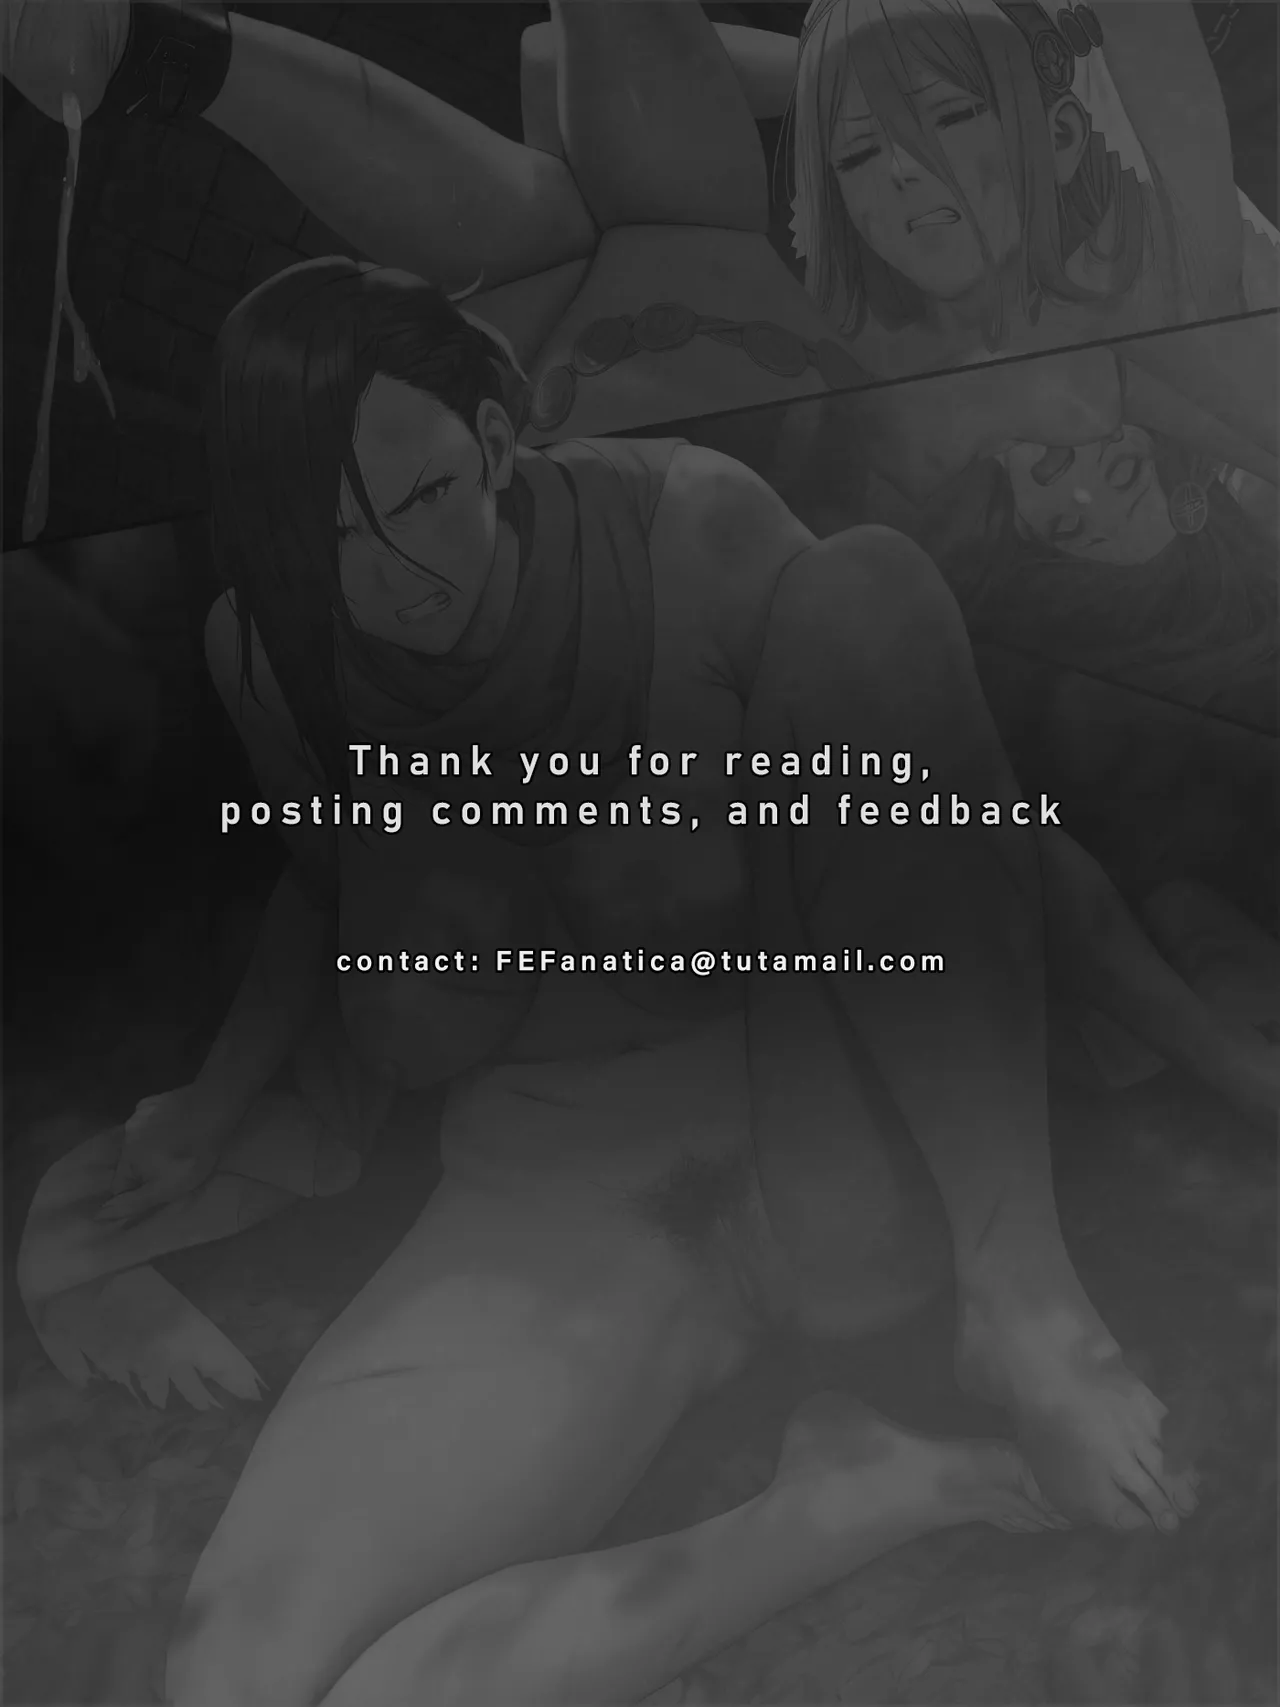 Thank you for reading,
posting comments, and feedback
contact: FEFanatica@tutamail.com